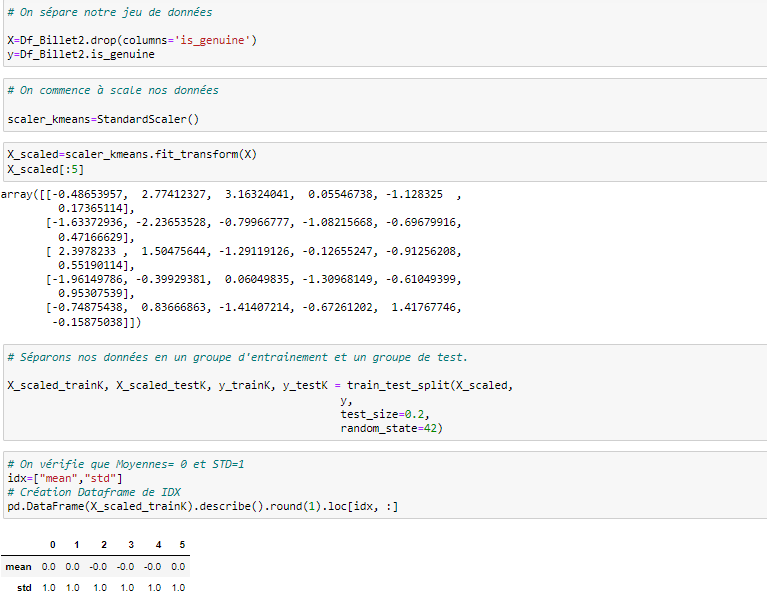 # On sépare notre jeu de données
X=Df_Billet2.drop(columns='is_genuine')
y=Df_Billet2.is_genuine
# On commence à scale nos données
scaler_kmeans=StandardScaler()
X_scaled=scaler_kmeans.fit_transform(X)
X_scaled[:5]
array([[-0.48653957,  2.77412327,  3.16324041,  0.05546738, -1.128325  ,
0.17365114],
[-1.63372936, -2.23653528, -0.79966777, -1.08215668, -0.69679916,
0.47166629],
[ 2.3978233 ,  1.50475644, -1.29119126, -0.12655247, -0.91256208,
0.55190114],
[-1.96149786, -0.39929381,  0.06049835, -1.30968149, -0.61049399,
0.95307539],
[-0.74875438,  0.83666863, -1.41407214, -0.67261202,  1.41767746,
-0.15875038]])
# Séparons nos données en un groupe d'entrainement et un groupe de test.
X_scaled_trainK, X_scaled_testK, y_trainK, y_testK = train_test_split(X_scaled,
y,
test_size=0.2,
random_state=42)
# On vérifie que Moyennes= 0 et STD=1
idx=["mean","std"]
# Création Dataframe de IDX
pd.DataFrame(X_scaled_trainK).describe().round(1).loc[idx, :]
0 1 2 3 4 5
mean 0.0 0.0 -0.0 -0.0 -0.0 0.0
std 1.0 1.0 1.0 1.0 1.0 1.0